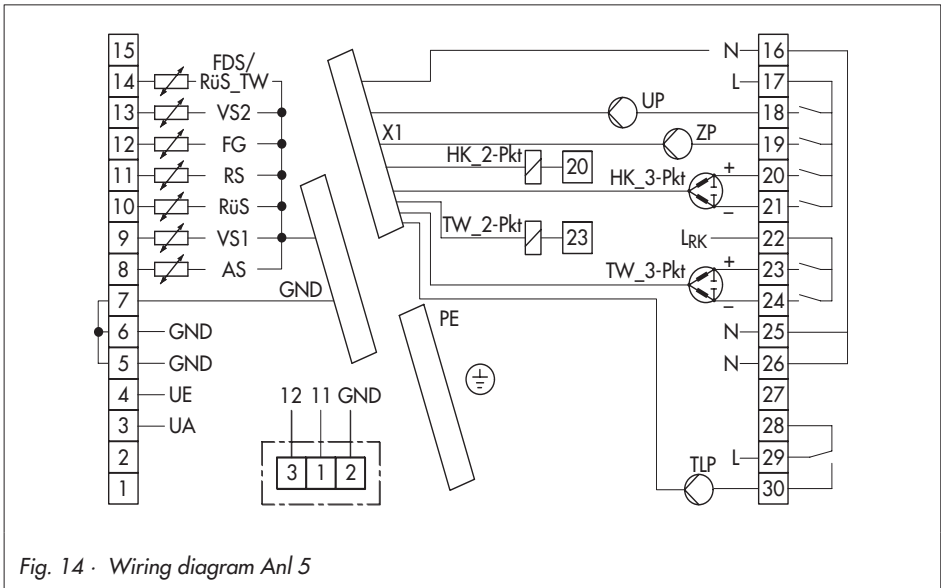 15
14 FDS/ RüS_TW
13 VS2
12 FG
11 RS
10 RüS
9 VS1
8 AS
7 GND
6 GND
5 GND
4 UE
3 UA
2
1
X1
PE
12 11 GND
3 1 2
N 16
L 17
UP 18
ZP 19
HK_2-Pkt 20
HK_3-Pkt + 20
− 21
TW_2-Pkt 23
LRK 22
TW_3-Pkt + 23
− 24
N 25
N 26
27
28
L 29
TLP 30
Fig. 14 · Wiring diagram Anl 5